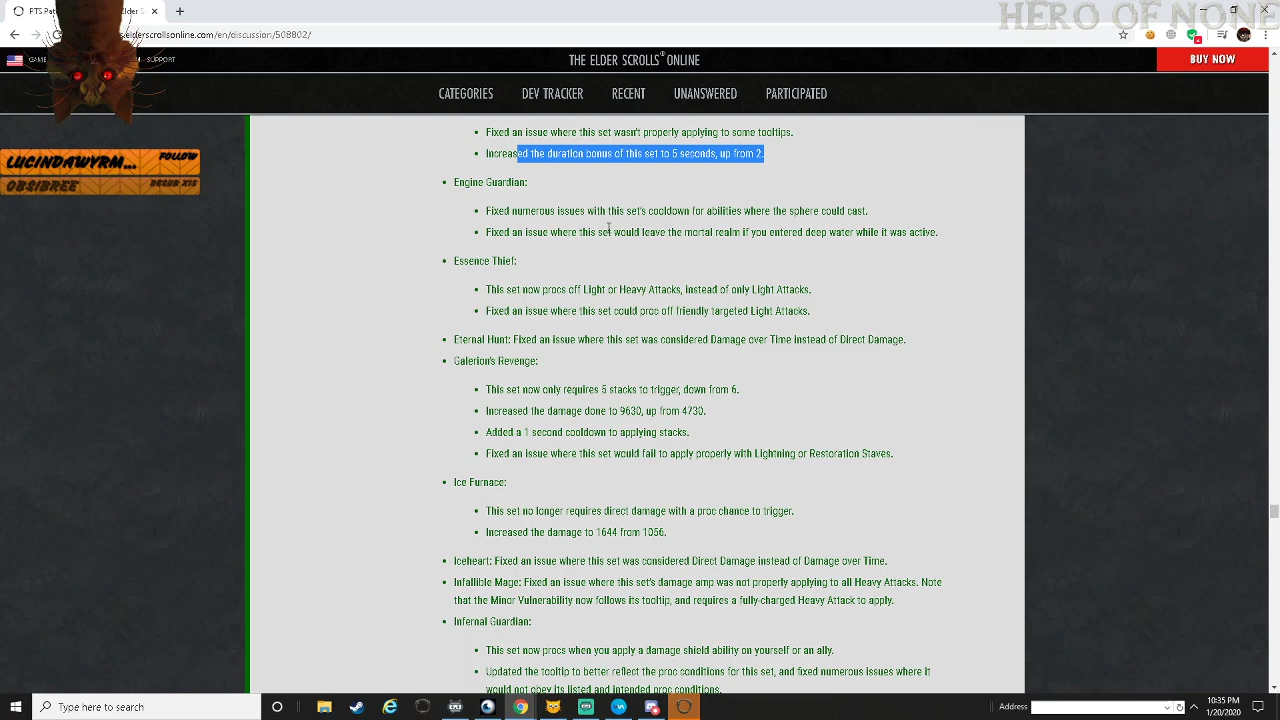 HERO OF NONE
PTS Pat Elder S
elderscrollsonline.com/en/discussion/508802/
SUPPORT
THE ELDER SCROLLS® ONLINE
BUY NOW
CATEGORIES DEV TRACKER RECENT UNANSWERED PARTICIPATED
LUCINDAWYRM... FOLLOW
OBSIBREE RESUB X15
• Fixed an issue where this set wasn't properly applying to some tooltips.
• Increased the duration bonus of this set to 5 seconds, up from 2.
• Engine Guardian:
• Fixed numerous issues with this set's cooldown for abilities where the sphere could cast.
• Fixed an issue where this set would leave the mortal realm if you entered deep water while it was active.
• Essence Thief:
• This set now procs off Light or Heavy Attacks, instead of only Light Attacks.
• Fixed an issue where this set could proc off friendly targeted Light Attacks.
• Eternal Hunt: Fixed an issue where this set was considered Damage over Time instead of Direct Damage.
• Galerion's Revenge:
• This set now only requires 5 stacks to trigger, down from 6.
• Increased the damage done to 9630, up from 4730.
• Added a 1 second cooldown to applying stacks.
• Fixed an issue where this set would fail to apply properly with Lightning or Restoration Staves.
• Ice Furnace:
• This set no longer requires direct damage with a proc chance to trigger.
• Increased the damage to 1644 from 1056.
• Iceheart: Fixed an issue where this set was considered Direct Damage instead of Damage over Time.
• Infallible Mage: Fixed an issue where this set's damage amp was not properly applying to all Heavy Attacks. Note
that the Minor Vulnerability now follows its tooltip, and requires a fully-charged Heavy Attack to apply.
• Infernal Guardian:
• This set now procs when you apply a damage shield ability on yourself or an ally.
• Updated the tooltip to better reflect the proc conditions for this set, and fixed numerous issues where it
would not obey its listed and intended proc conditions.
Type here to search
Address
10:35 PM
1/20/2020